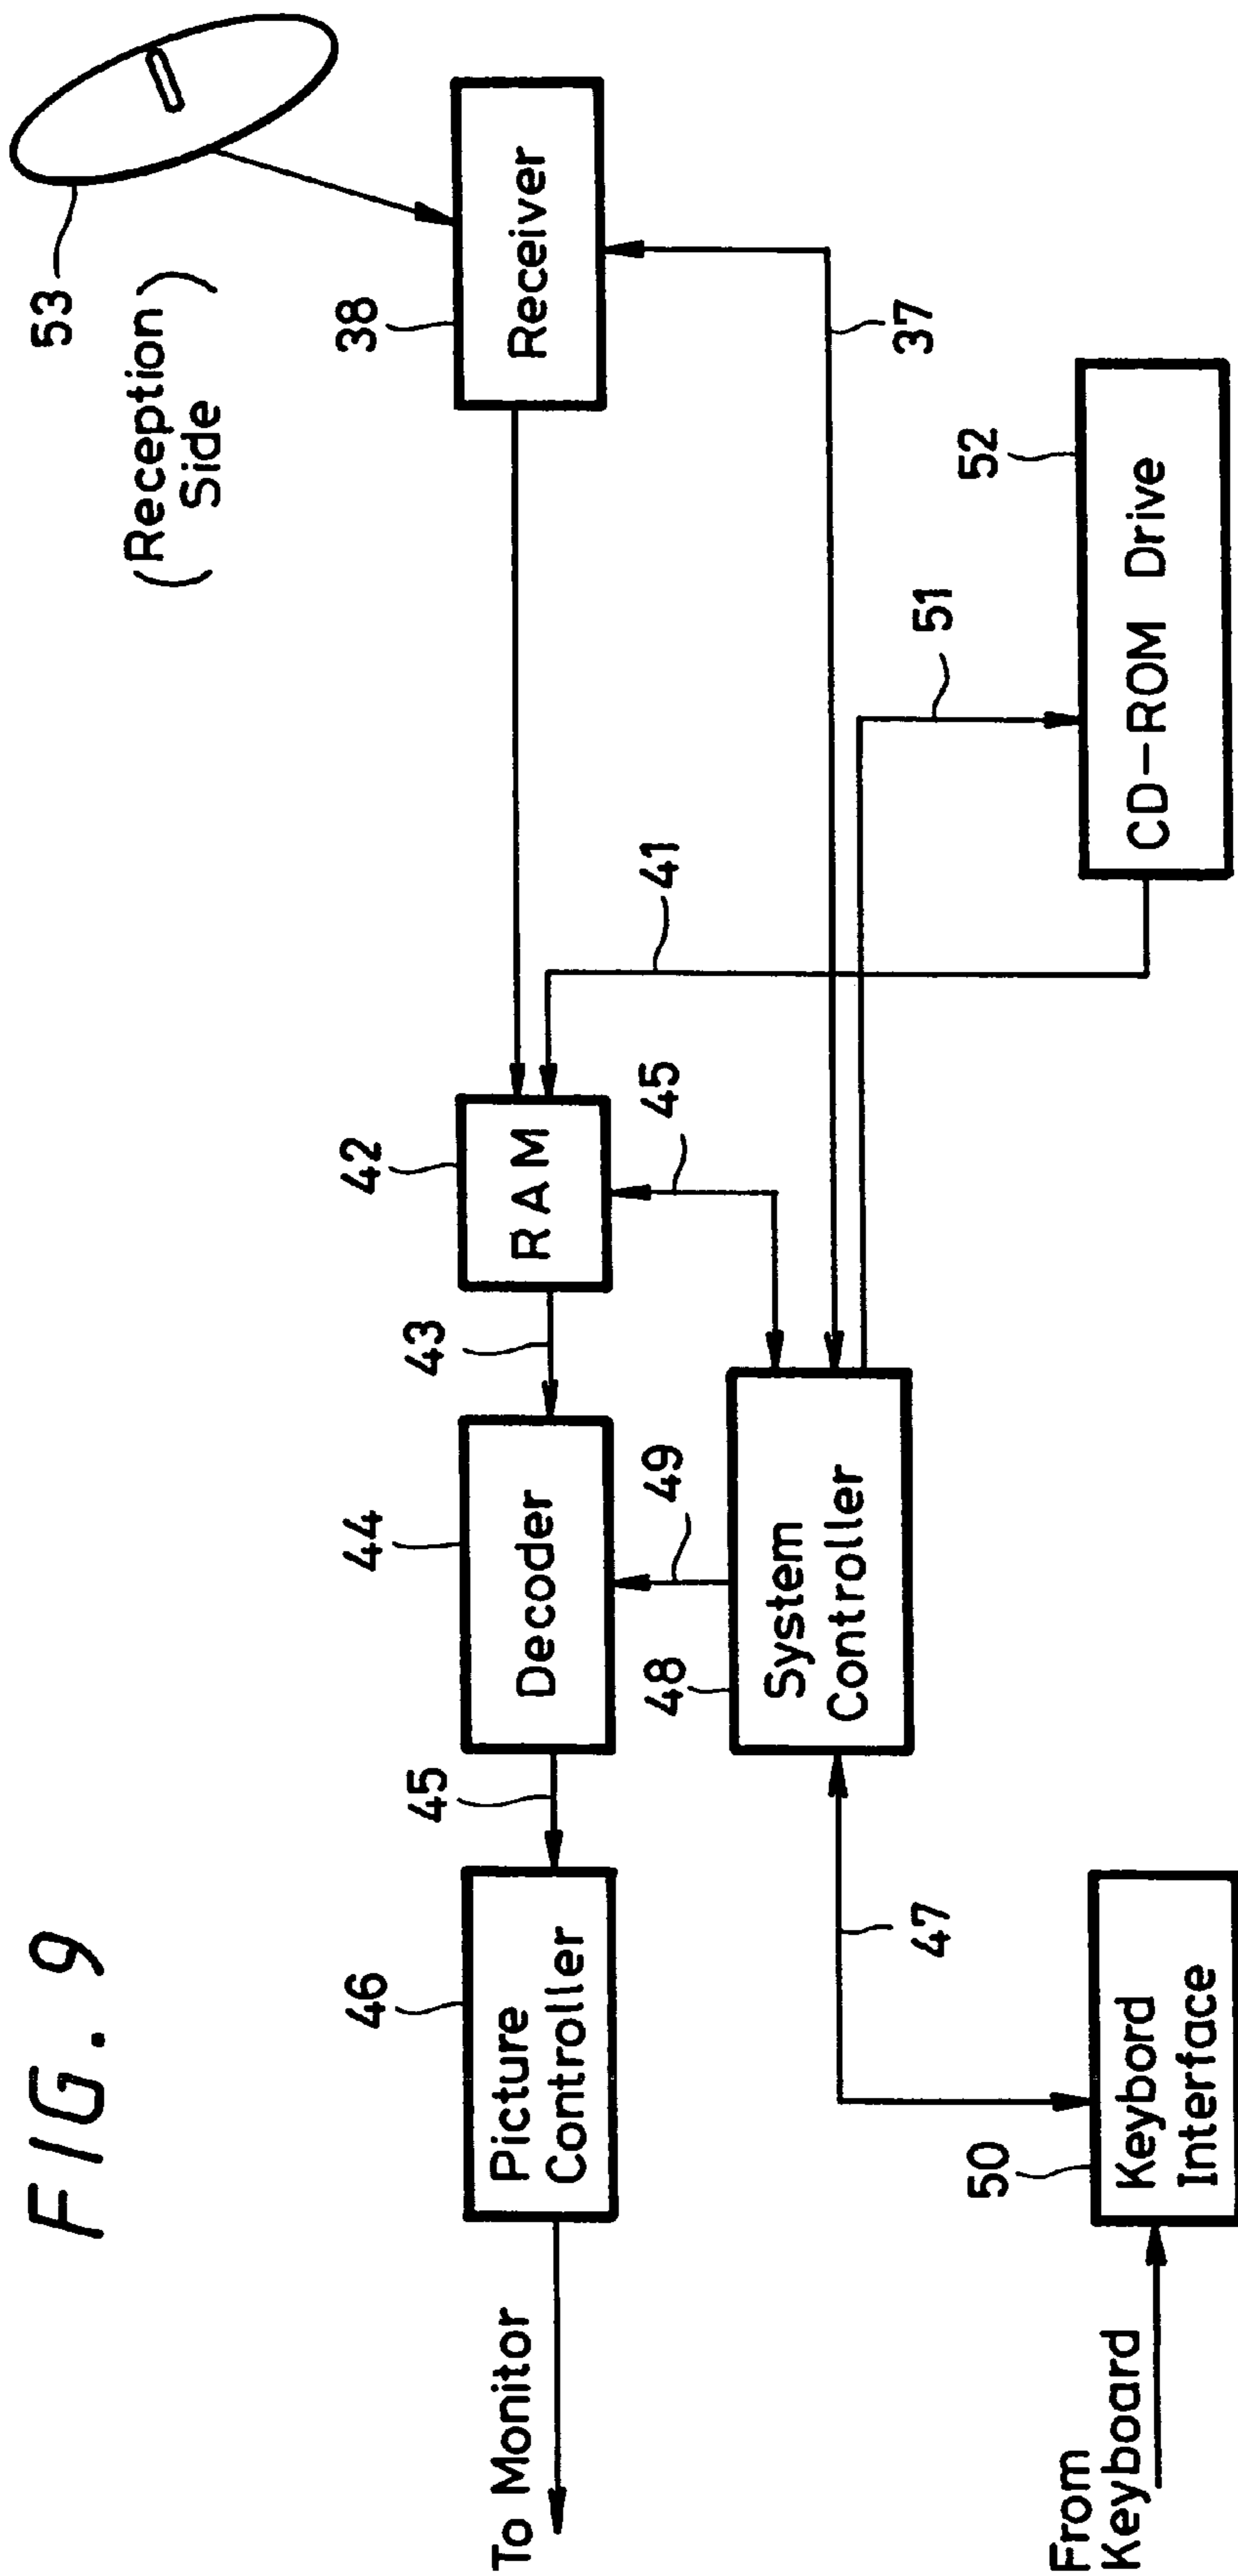 FIG. 9
53
(Reception
Side)
To Monitor
46
Picture
Controller
45
44
Decoder
43
42
RAM
38
Receiver
45
49
48
System
Controller
41
37
51
47
52
CD-ROM Drive
50
Keybord
Interface
From
Keyboard